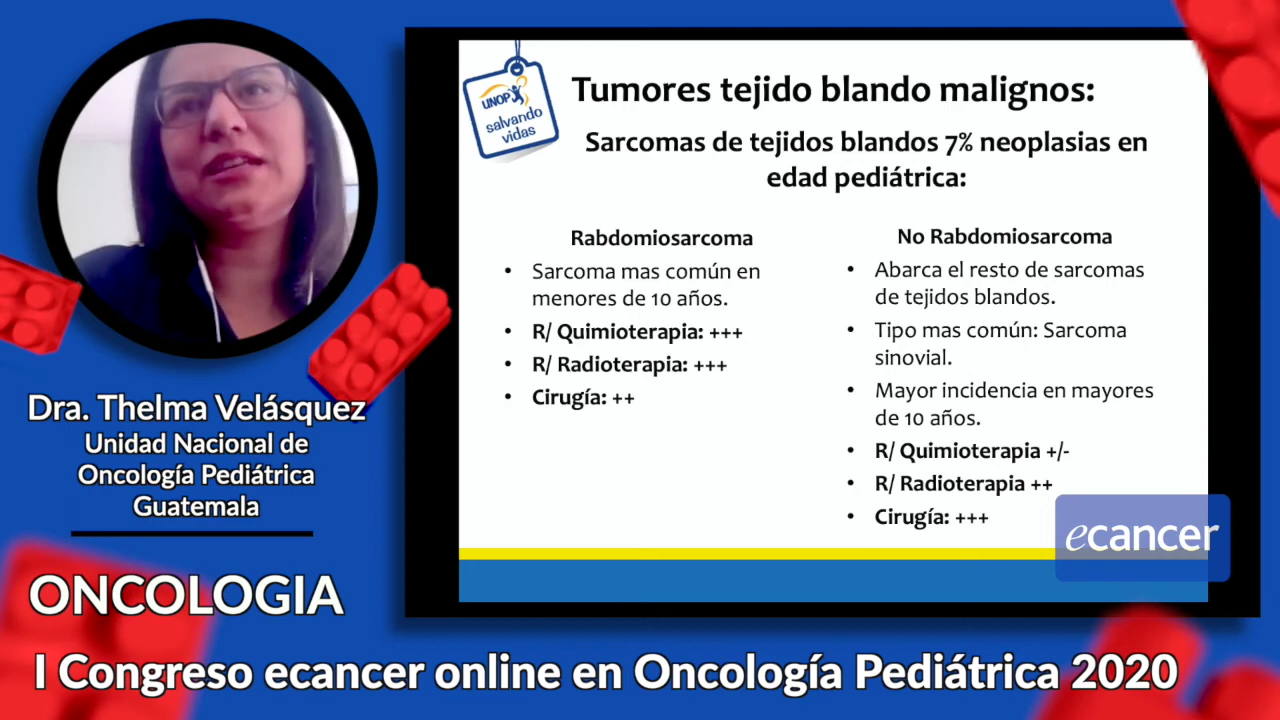 UNOP
salvando
vidas
Tumores tejido blando malignos:
Sarcomas de tejidos blandos 7% neoplasias en
edad pediátrica:
Rabdomiosarcoma
• Sarcoma mas común en
menores de 10 años.
• R/ Quimioterapia: +++
• R/ Radioterapia: +++
• Cirugía: ++
No Rabdomiosarcoma
• Abarca el resto de sarcomas
de tejidos blandos.
• Tipo mas común: Sarcoma
sinovial.
• Mayor incidencia en mayores
de 10 años.
• R/ Quimioterapia +/-
• R/ Radioterapia ++
• Cirugía: +++
ecancer
Dra. Thelma Velásquez
Unidad Nacional de
Oncología Pediátrica
Guatemala
ONCOLOGIA
I Congreso ecancer online en Oncología Pediátrica 2020